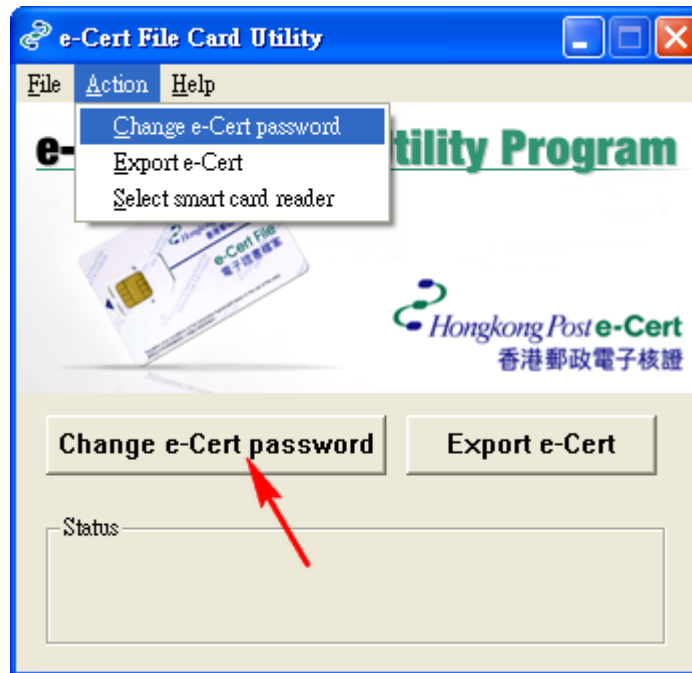 e-Cert File Card Utility
File Action Help
Change e-Cert password
Export e-Cert
Select smart card reader
e- tility Program
e-Cert File
電子證書檔案
Hongkong Post e-Cert
香港郵政電子核證
Change e-Cert password Export e-Cert
Status